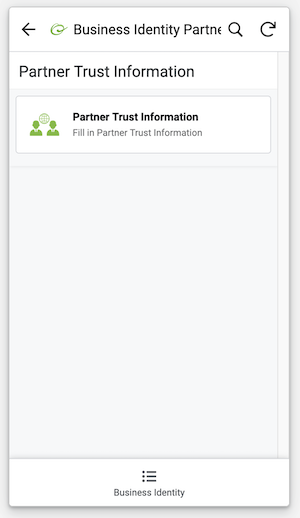 Business Identity Partne
Partner Trust Information
Partner Trust Information
Fill in Partner Trust Information
Business Identity